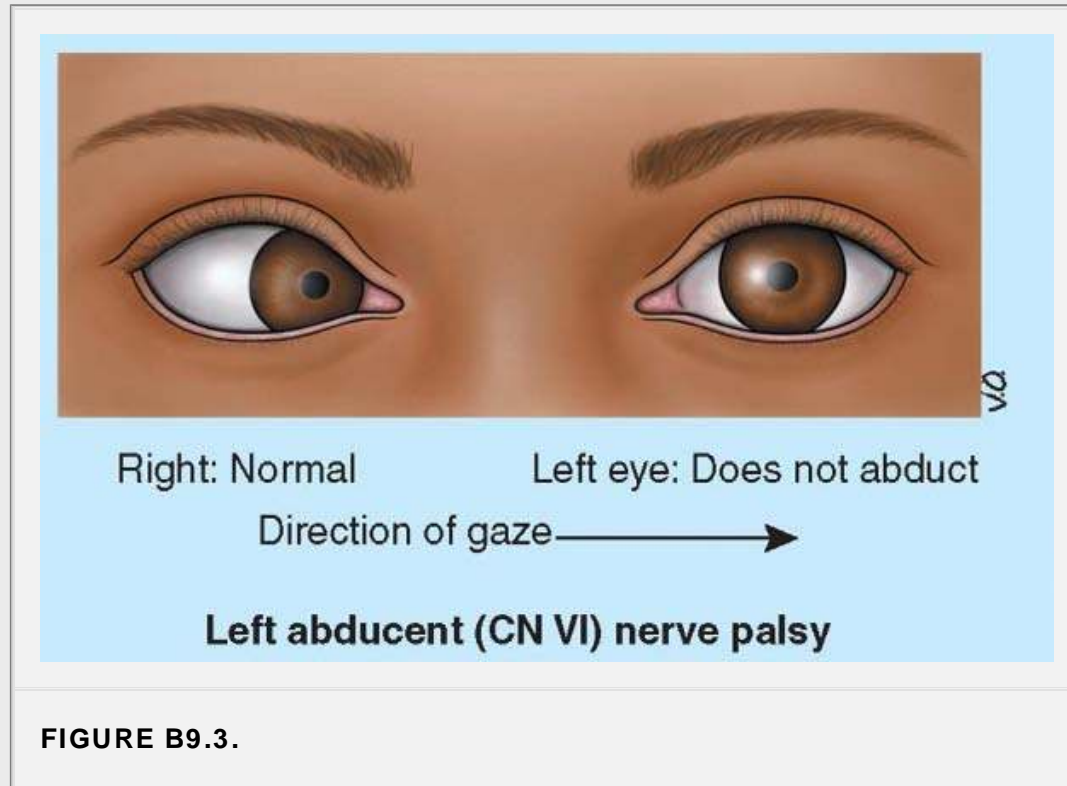 Right: Normal Left eye: Does not abduct
Direction of gaze
Left abducent (CN VI) nerve palsy
FIGURE B9.3.